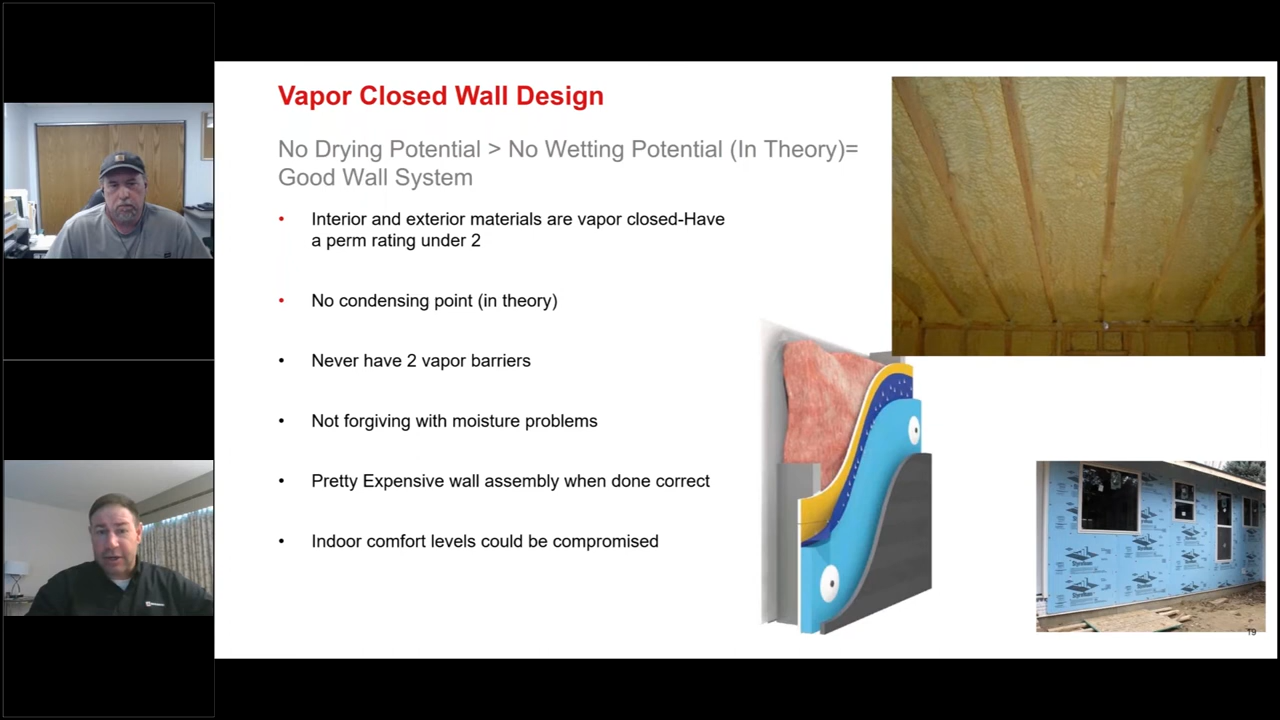 Vapor Closed Wall Design
No Drying Potential > No Wetting Potential (In Theory)=
Good Wall System
• Interior and exterior materials are vapor closed-Have
a perm rating under 2
• No condensing point (in theory)
• Never have 2 vapor barriers
• Not forgiving with moisture problems
• Pretty Expensive wall assembly when done correct
• Indoor comfort levels could be compromised
19